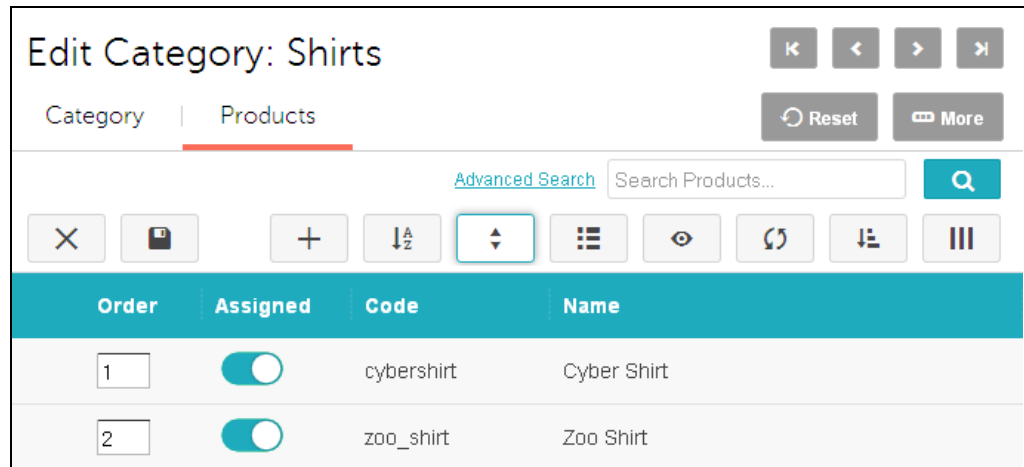 Edit Category: Shirts
Category | Products
Reset
More
Advanced Search
Search Products...
Order Assigned Code Name
1 cybershirt Cyber Shirt
2 zoo_shirt Zoo Shirt